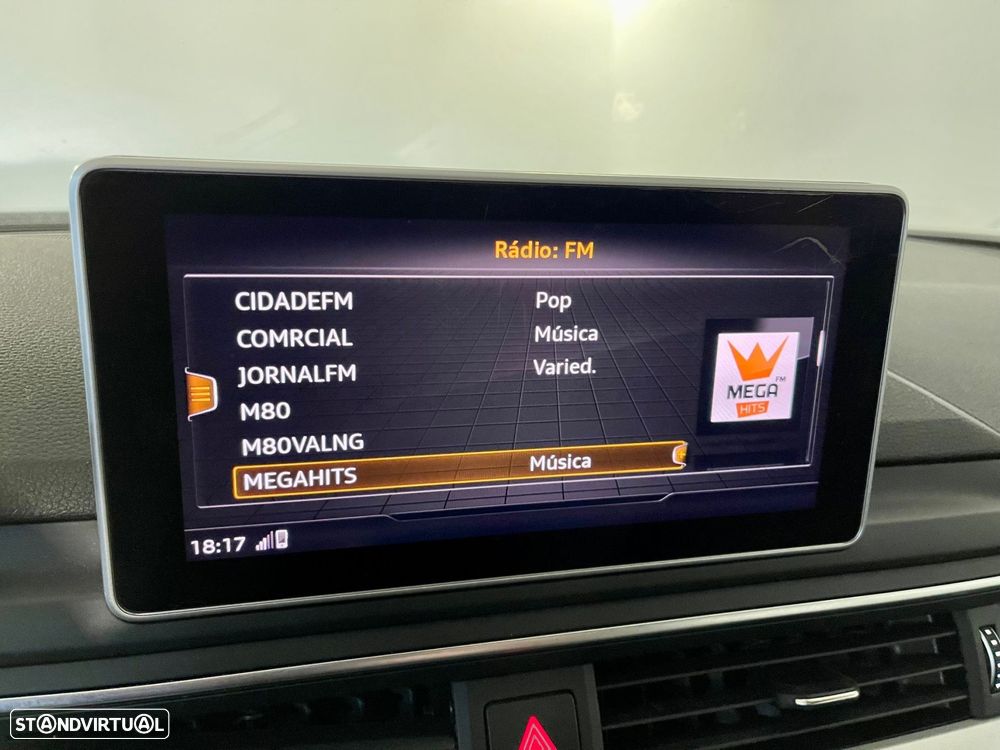 Rádio: FM
CIDADEFM Pop
COMRCIAL Música
JORNALFM Varied.
M80
M80VALNG
MEGAHITS Música
MEGA FM
HITS
18:17
STANDVIRTUAL